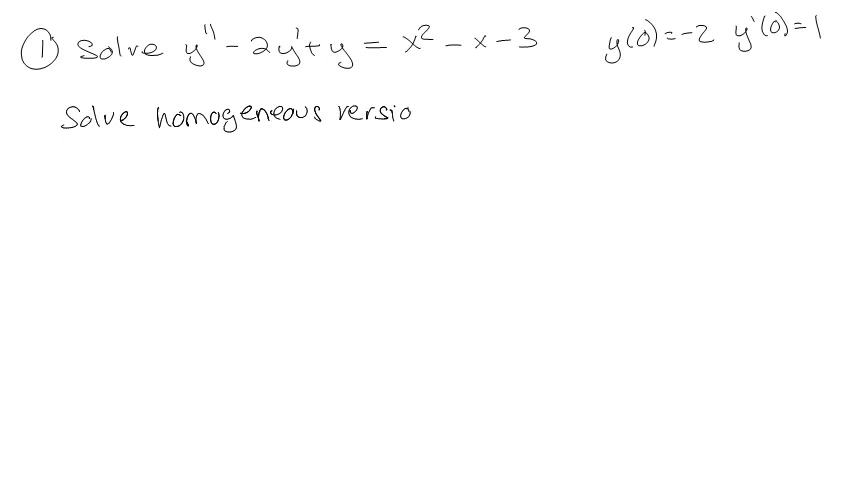 ① Solve y'' - 2y' + y = x² - x - 3 y(0) = -2 y'(0) = 1
Solve homogeneous versio